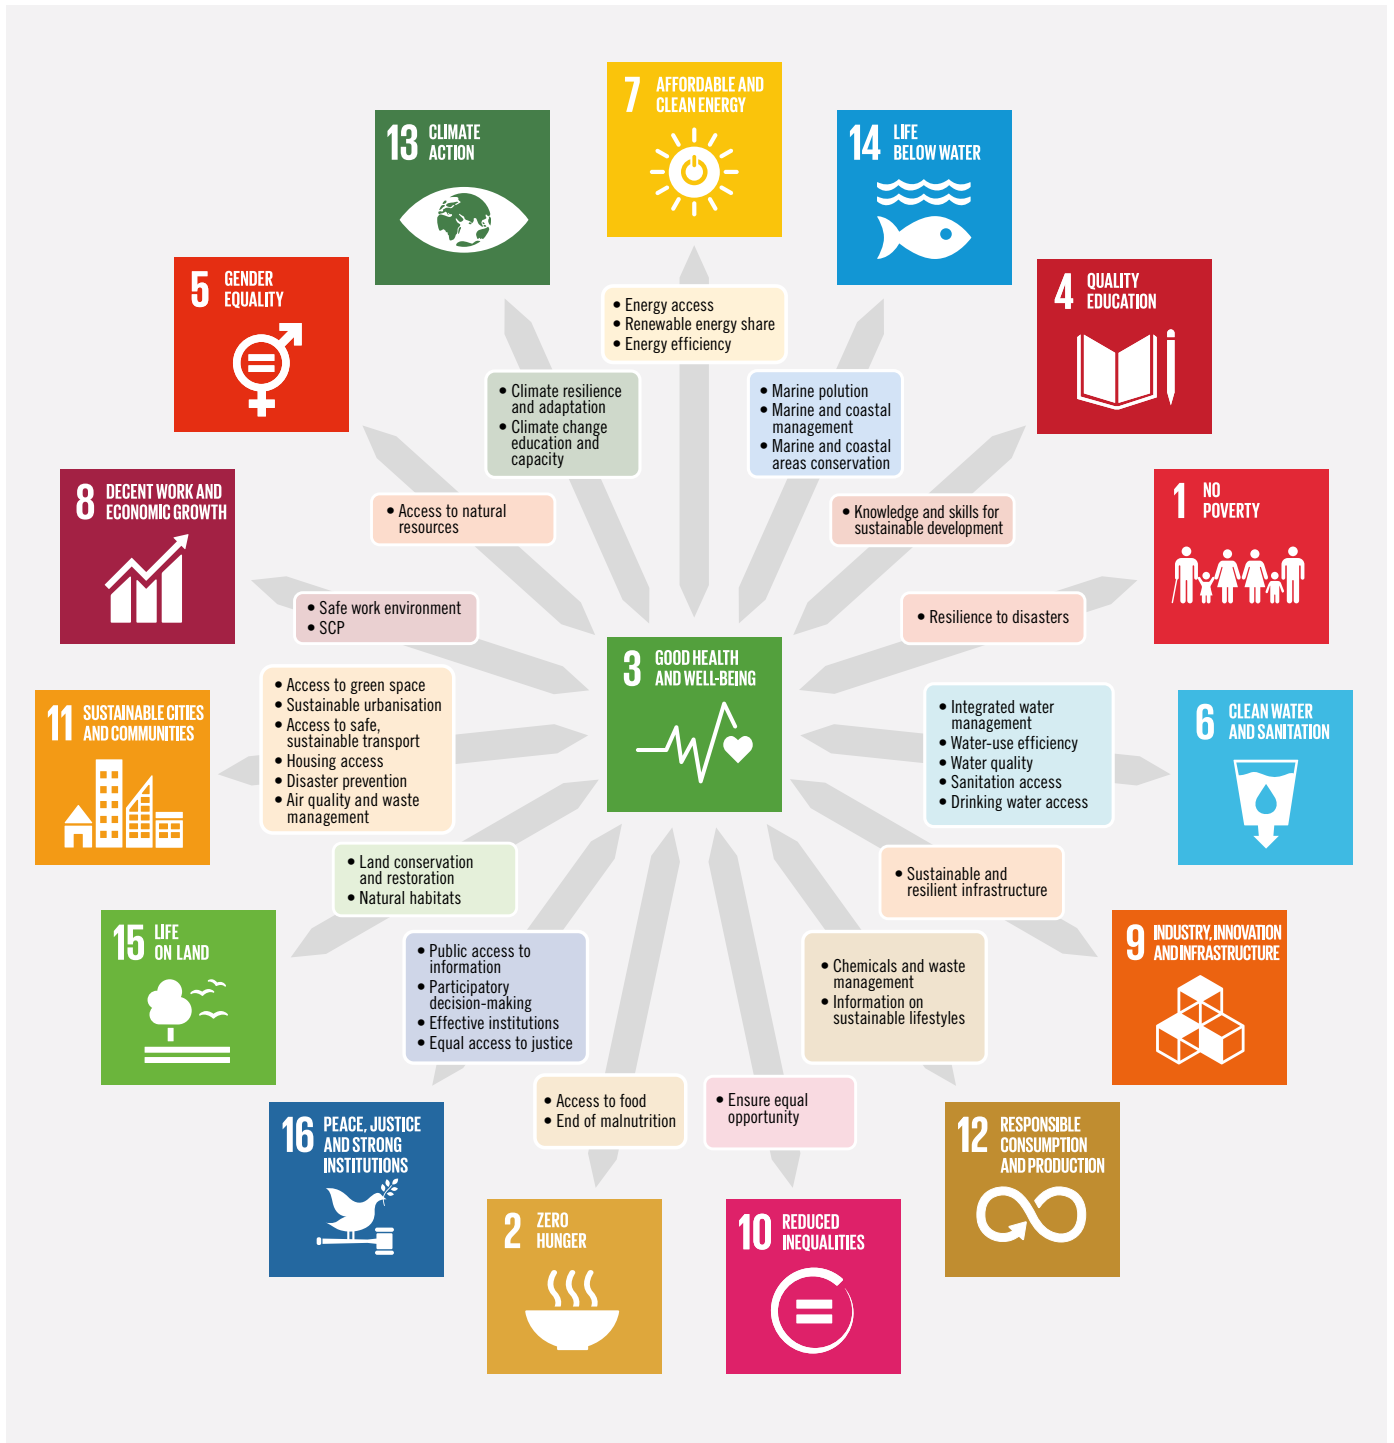 7 AFFORDABLE AND
CLEAN ENERGY
13 CLIMATE
ACTION
14 LIFE
BELOW WATER
5 GENDER
EQUALITY
4 QUALITY
EDUCATION
• Energy access
• Renewable energy share
• Energy efficiency
• Climate resilience
and adaptation
• Climate change
education and
capacity
• Marine polution
• Marine and coastal
management
• Marine and coastal
areas conservation
8 DECENT WORK AND
ECONOMIC GROWTH
1 NO
POVERTY
• Access to natural
resources
• Knowledge and skills for
sustainable development
• Safe work environment
• SCP
• Resilience to disasters
3 GOOD HEALTH
AND WELL-BEING
11 SUSTAINABLE CITIES
AND COMMUNITIES
• Access to green space
• Sustainable urbanisation
• Access to safe,
sustainable transport
• Housing access
• Disaster prevention
• Air quality and waste
management
• Integrated water
management
• Water-use efficiency
• Water quality
• Sanitation access
• Drinking water access
6 CLEAN WATER
AND SANITATION
• Land conservation
and restoration
• Natural habitats
• Sustainable and
resilient infrastructure
15 LIFE
ON LAND
9 INDUSTRY, INNOVATION
AND INFRASTRUCTURE
• Public access to
information
• Participatory
decision-making
• Effective institutions
• Equal access to justice
• Chemicals and waste
management
• Information on
sustainable lifestyles
• Access to food
• End of malnutrition
• Ensure equal
opportunity
16 PEACE, JUSTICE
AND STRONG
INSTITUTIONS
12 RESPONSIBLE
CONSUMPTION
AND PRODUCTION
2 ZERO
HUNGER
10 REDUCED
INEQUALITIES